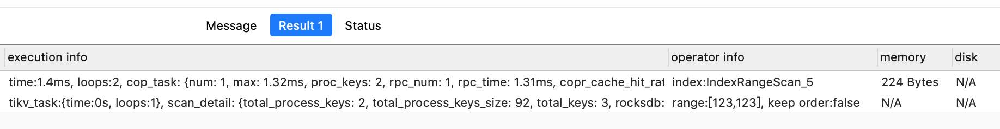 Message Result 1 Status
execution info operator info memory disk
time:1.4ms, loops:2, cop_task: {num: 1, max: 1.32ms, proc_keys: 2, rpc_num: 1, rpc_time: 1.31ms, copr_cache_hit_rat index:IndexRangeScan_5 224 Bytes N/A
tikv_task:{time:0s, loops:1}, scan_detail: {total_process_keys: 2, total_process_keys_size: 92, total_keys: 3, rocksdb: range:[123,123], keep order:false N/A N/A